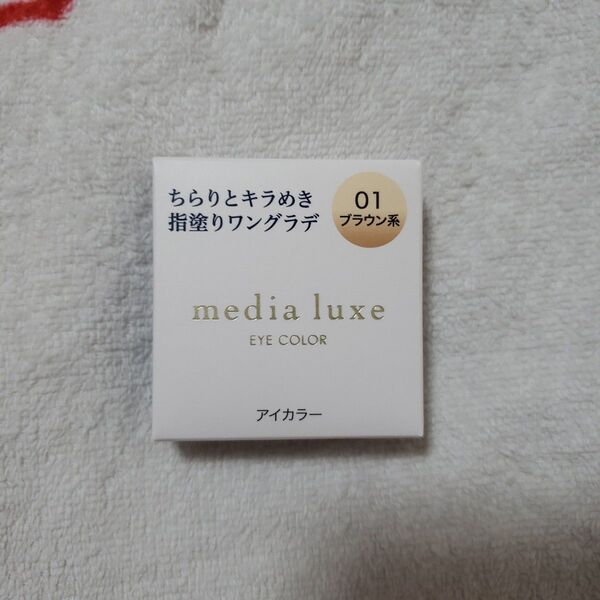 ちらりとキラめき
指塗りワングラデ
01
ブラウン系
media luxe
EYE COLOR
アイカラー